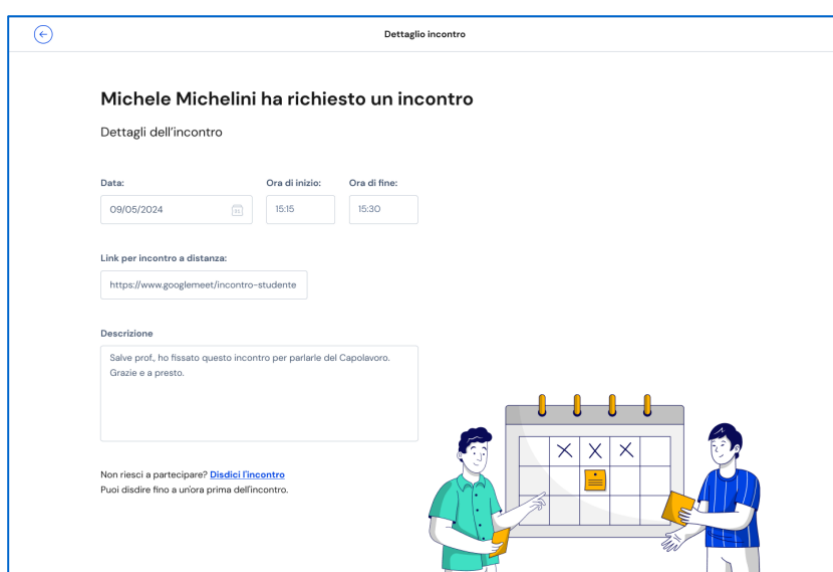 Dettaglio incontro
Michele Michelini ha richiesto un incontro
Dettagli dell'incontro
Data: Ora di inizio: Ora di fine:
09/05/2024 15:15 15:30
Link per incontro a distanza:
https://www.googlemeet/incontro-studente
Descrizione
Salve prof., ho fissato questo incontro per parlarle del Capolavoro.
Grazie e a presto.
Non riesci a partecipare? Disdici l'incontro
Puoi disdire fino a un'ora prima dell'incontro.